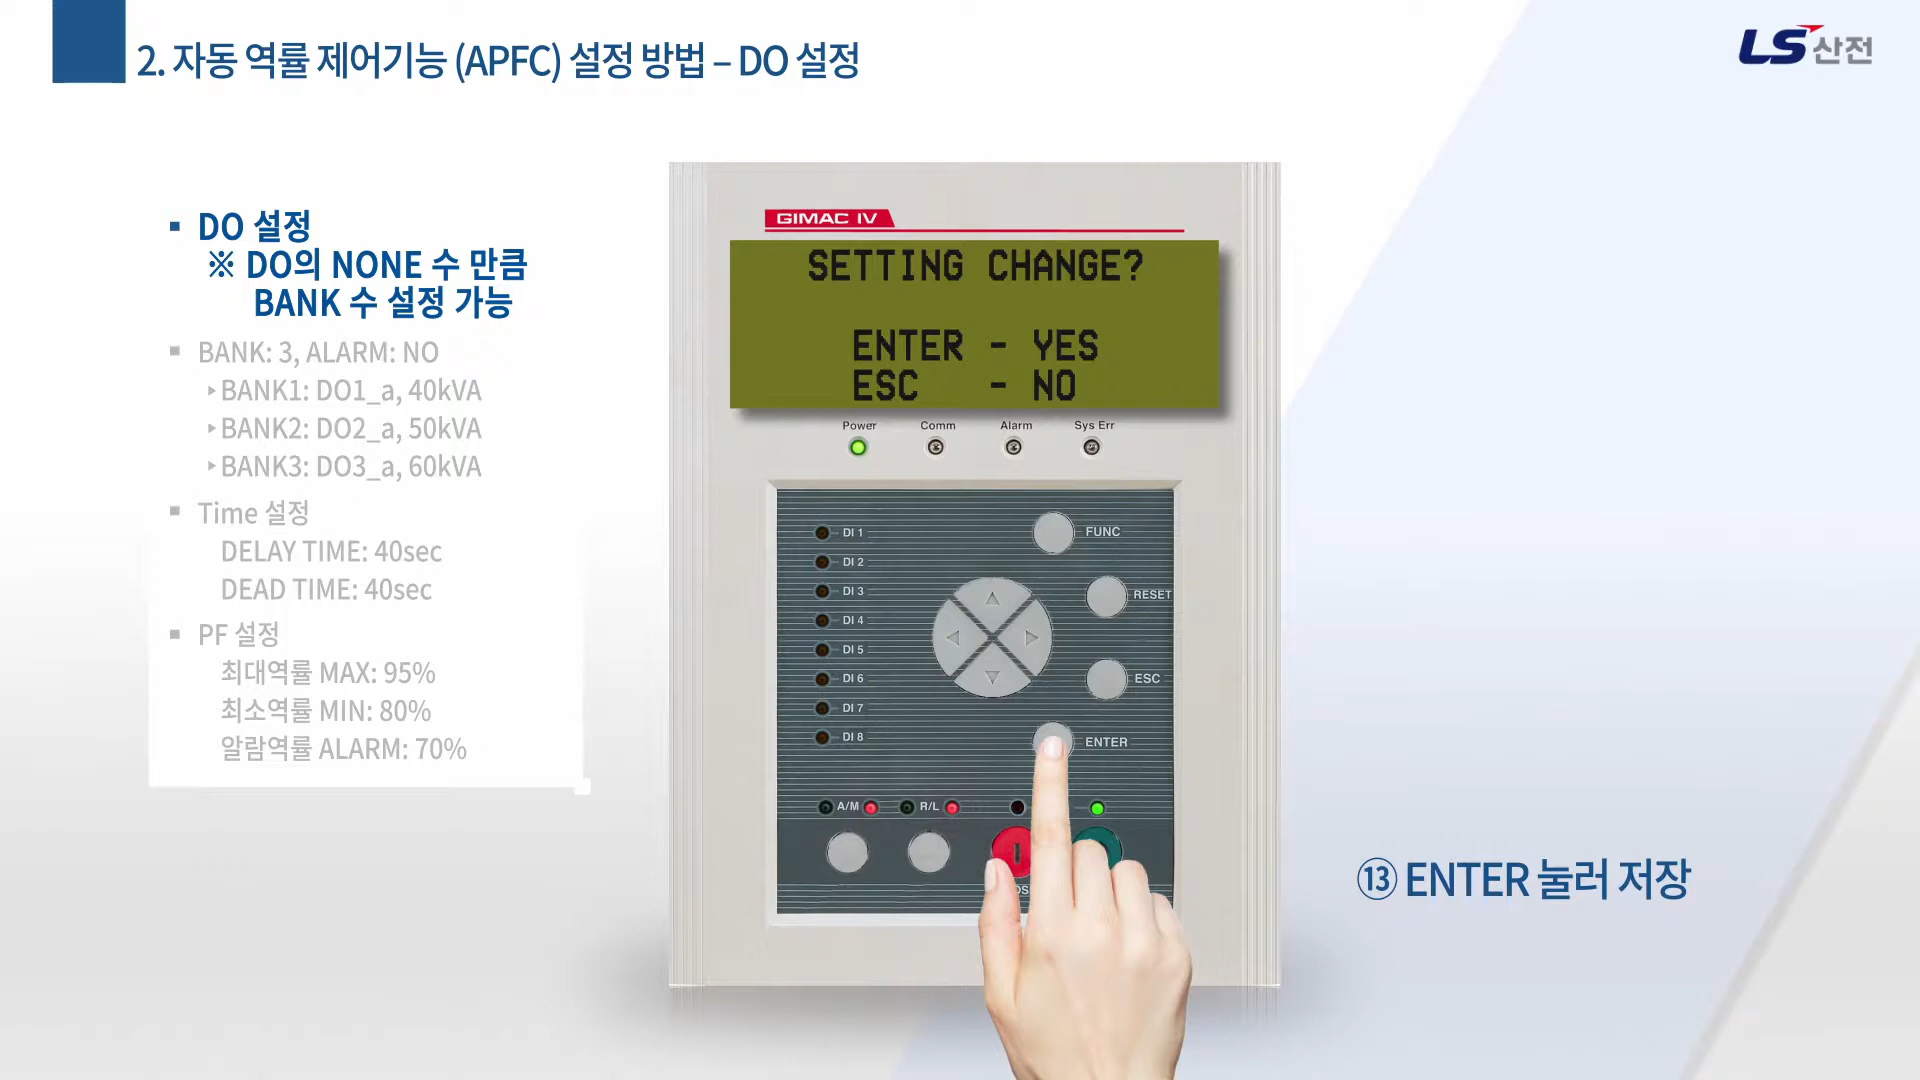 2. 자동 역률 제어기능 (APFC) 설정 방법 – DO 설정
LS 산전
▪ DO 설정
※ DO의 NONE 수 만큼
BANK 수 설정 가능
▪ BANK: 3, ALARM: NO
▸BANK1: DO1_a, 40kVA
▸BANK2: DO2_a, 50kVA
▸BANK3: DO3_a, 60kVA
▪ Time 설정
DELAY TIME: 40sec
DEAD TIME: 40sec
▪ PF 설정
최대역률 MAX: 95%
최소역률 MIN: 80%
알람역률 ALARM: 70%
GIMAC IV
SETTING CHANGE?
ENTER - YES
ESC - NO
Power Comm Alarm Sys Err
DI 1
DI 2
DI 3
DI 4
DI 5
DI 6
DI 7
DI 8
FUNC
RESET
ESC
ENTER
A/M R/L
⑬ ENTER 눌러 저장